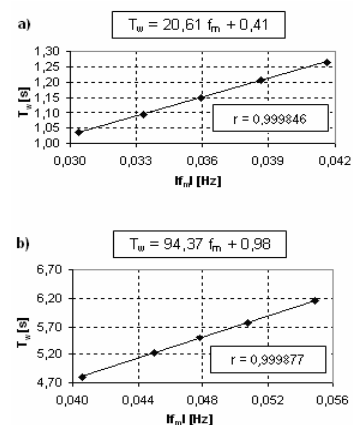 a)
T_w = 20,61 f_m + 0,41
T_w [s]
1,30
1,25
1,20
1,15
1,10
1,05
1,00
r = 0,999846
0,030 0,033 0,036 0,039 0,042
If_mI [Hz]
b)
T_w = 94,37 f_m + 0,98
T_w [s]
6,70
6,20
5,70
5,20
4,70
r = 0,999877
0,040 0,044 0,048 0,052 0,056
If_mI [Hz]